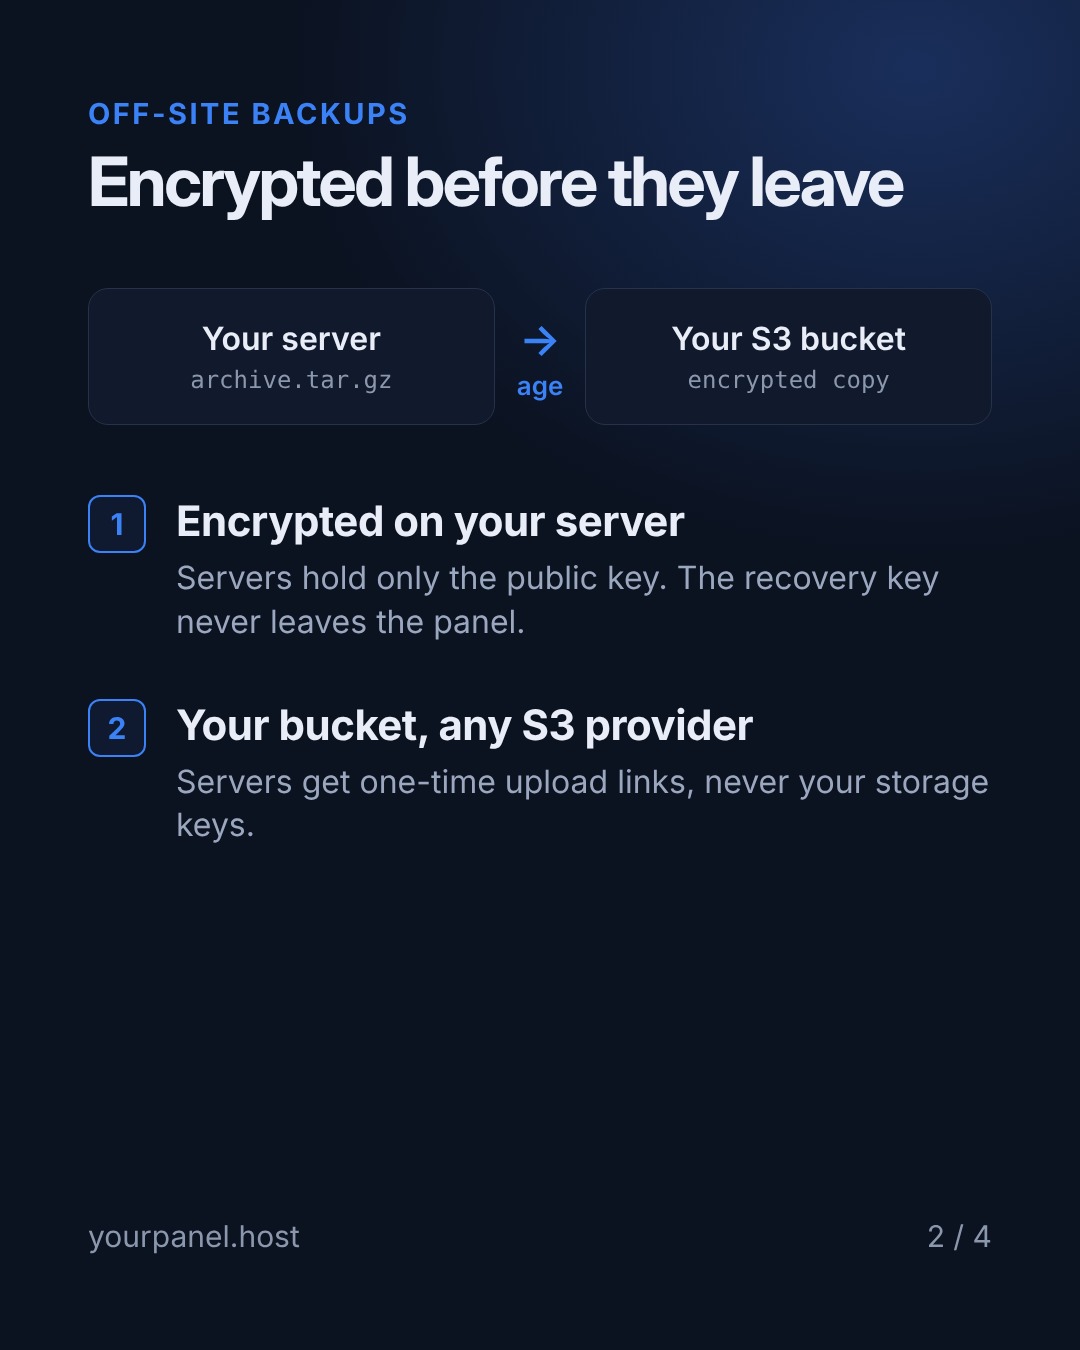 OFF-SITE BACKUPS
Encrypted before they leave
Your server
archive.tar.gz
→
age
Your S3 bucket
encrypted copy
1
Encrypted on your server
Servers hold only the public key. The recovery key
never leaves the panel.
2
Your bucket, any S3 provider
Servers get one-time upload links, never your storage
keys.
yourpanel.host
2 / 4